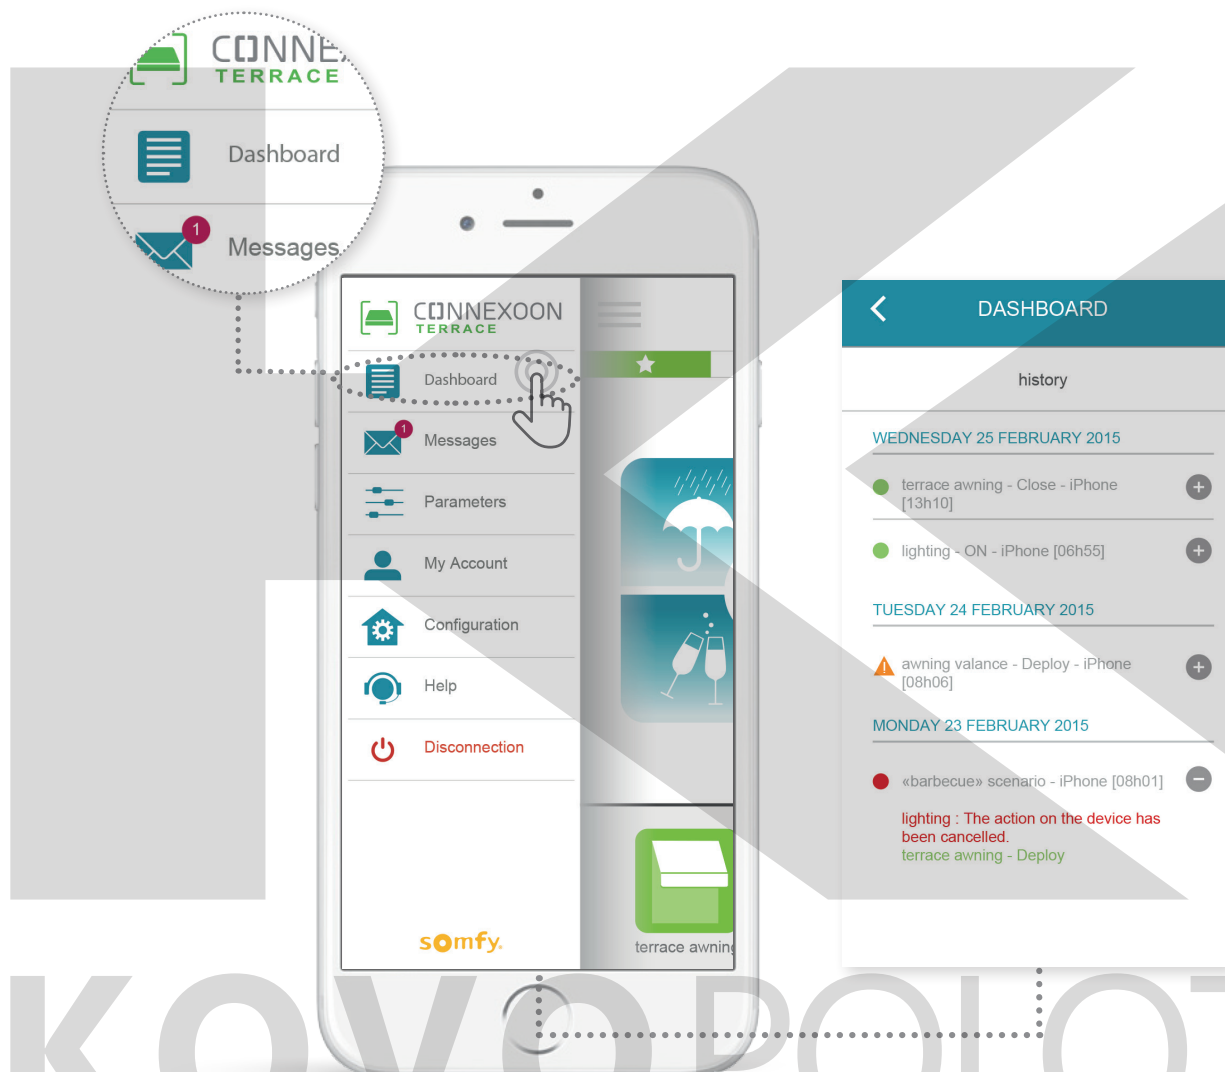 CONNEX
TERRACE
Dashboard
1
Messages
CONNEXOON
TERRACE
Dashboard
1
Messages
Parameters
My Account
Configuration
Help
Disconnection
somfy.
terrace awning
DASHBOARD
history
WEDNESDAY 25 FEBRUARY 2015
terrace awning - Close - iPhone
[13h10]
lighting - ON - iPhone [06h55]
TUESDAY 24 FEBRUARY 2015
awning valance - Deploy - iPhone
[08h06]
MONDAY 23 FEBRUARY 2015
«barbecue» scenario - iPhone [08h01]
lighting : The action on the device has
been cancelled.
terrace awning - Deploy
KOVOPOLOT